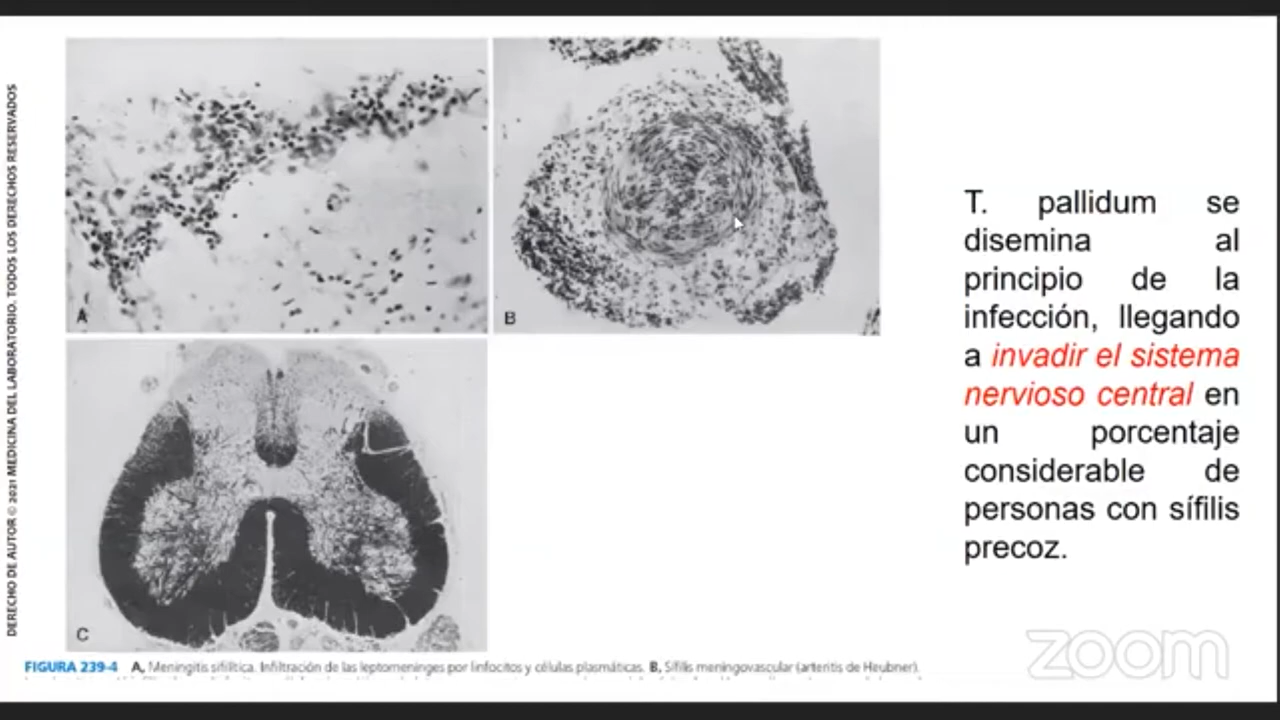 DERECHO DE AUTOR © 2021 MEDICINA DEL LABORATORIO. TODOS LOS DERECHOS RESERVADOS
A
B
C
T. pallidum se
disemina al
principio de la
infección, llegando
a invadir el sistema
nervioso central en
un porcentaje
considerable de
personas con sífilis
precoz.
FIGURA 239-4 A, Meningitis sifilítica. Infiltración de las leptomeninges por linfocitos y células plasmáticas. B, Sífilis meningovascular (arteritis de Heubner).
zoom